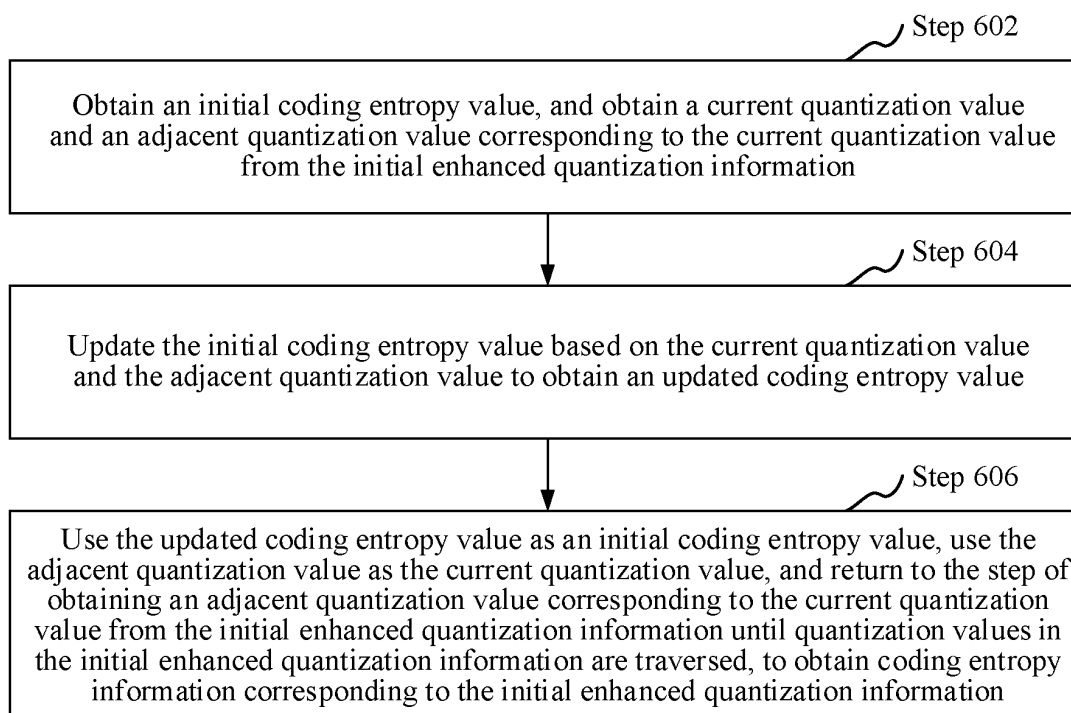 Step 602
Obtain an initial coding entropy value, and obtain a current quantization value
and an adjacent quantization value corresponding to the current quantization value
from the initial enhanced quantization information
Step 604
Update the initial coding entropy value based on the current quantization value
and the adjacent quantization value to obtain an updated coding entropy value
Step 606
Use the updated coding entropy value as an initial coding entropy value, use the
adjacent quantization value as the current quantization value, and return to the step of
obtaining an adjacent quantization value corresponding to the current quantization
value from the initial enhanced quantization information until quantization values in
the initial enhanced quantization information are traversed, to obtain coding entropy
information corresponding to the initial enhanced quantization information